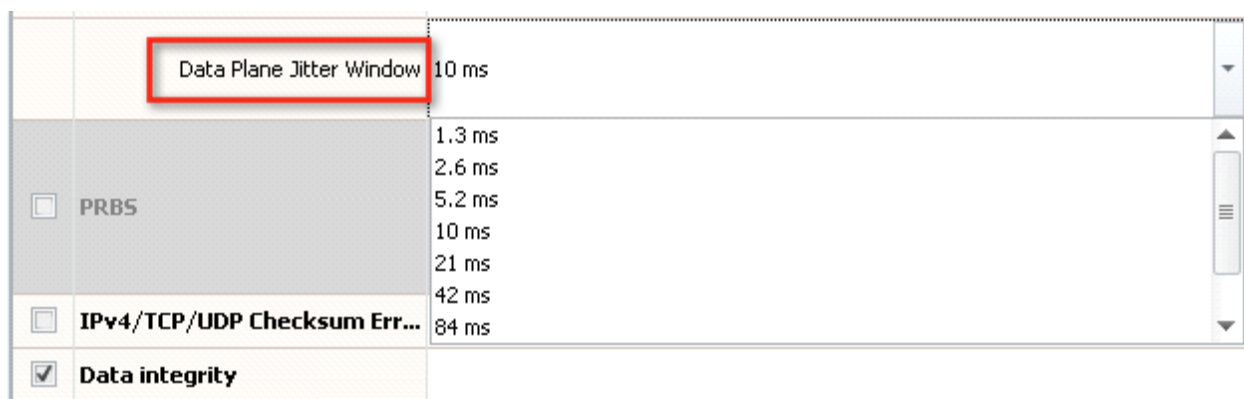 Data Plane Jitter Window 10 ms
1.3 ms
2.6 ms
5.2 ms
PRBS
10 ms
21 ms
42 ms
IPv4/TCP/UDP Checksum Err...
84 ms
Data integrity